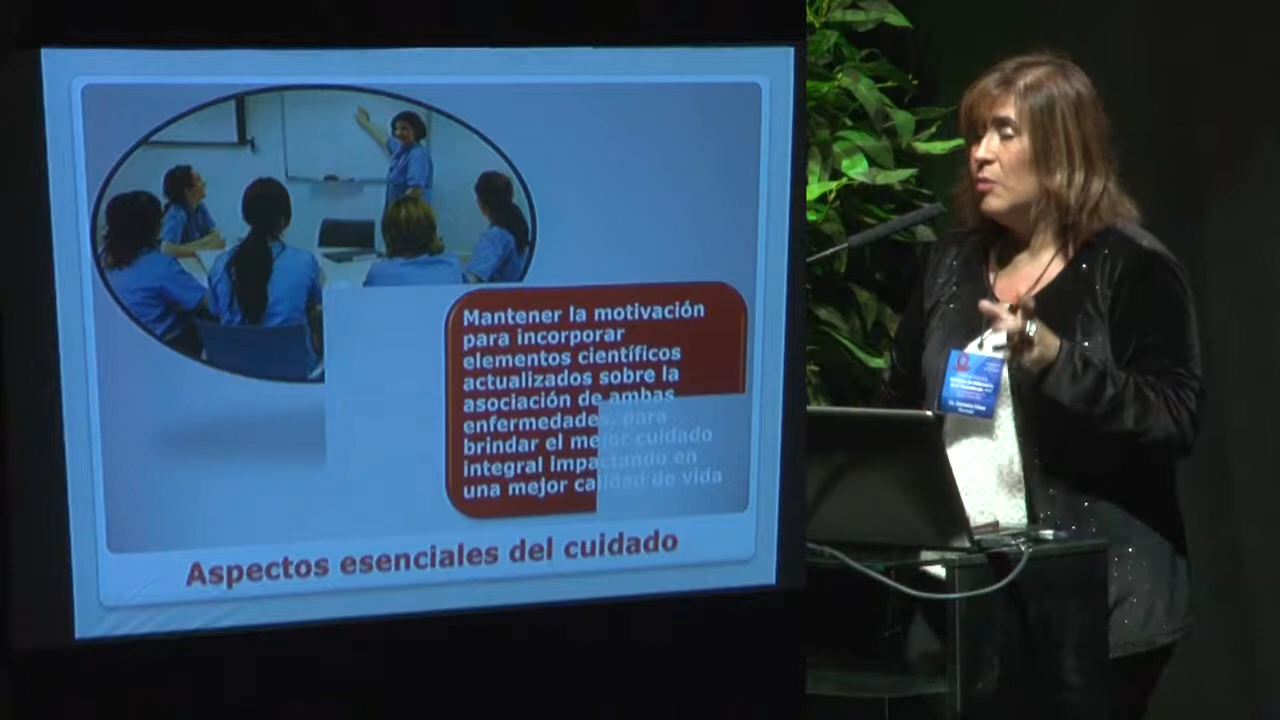 Mantener la motivación
para incorporar
elementos científicos
actualizados sobre la
asociación de ambas
enfermedades, para
brindar el mejor cuidado
integral impactando en
una mejor calidad de vida
Aspectos esenciales del cuidado